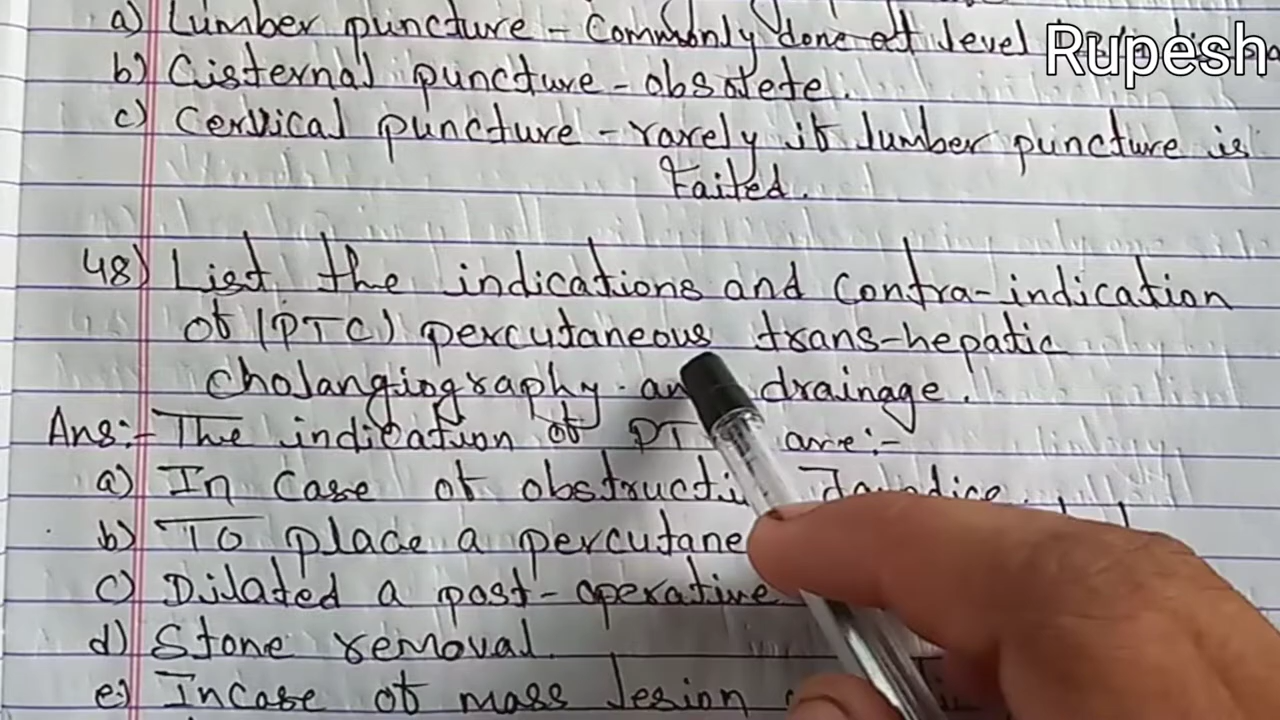 a) Lumber puncture - Commonly done at level
Rupesh
b) Cisternal puncture - obsolete.
c) Cervical puncture - rarely if lumber puncture is
failed.
48) List the indications and contra-indication
of (PTC) percutaneous trans-hepatic
cholangiography and drainage.
Ans:- The indication of are:-
a) In case of Jaundice.
b) To place a
c) Dilated a post-operative
d) Stone removal.
e) Incase of mass lesion